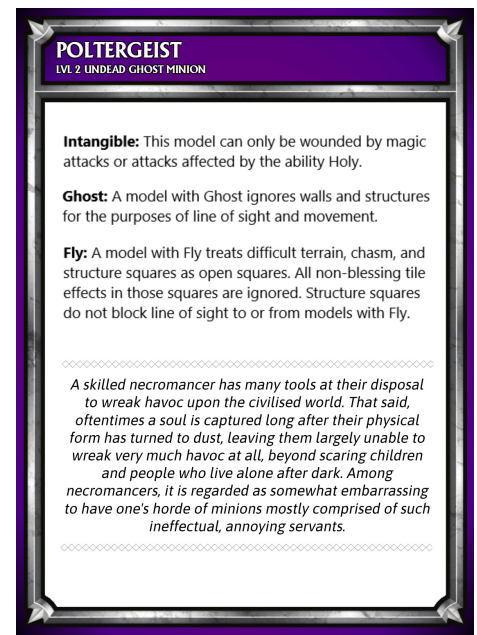 POLTERGEIST
LVL 2 UNDEAD GHOST MINION
Intangible: This model can only be wounded by magic
attacks or attacks affected by the ability Holy.
Ghost: A model with Ghost ignores walls and structures
for the purposes of line of sight and movement.
Fly: A model with Fly treats difficult terrain, chasm, and
structure squares as open squares. All non-blessing tile
effects in those squares are ignored. Structure squares
do not block line of sight to or from models with Fly.
A skilled necromancer has many tools at their disposal
to wreak havoc upon the civilised world. That said,
oftentimes a soul is captured long after their physical
form has turned to dust, leaving them largely unable to
wreak very much havoc at all, beyond scaring children
and people who live alone after dark. Among
necromancers, it is regarded as somewhat embarrassing
to have one's horde of minions mostly comprised of such
ineffectual, annoying servants.